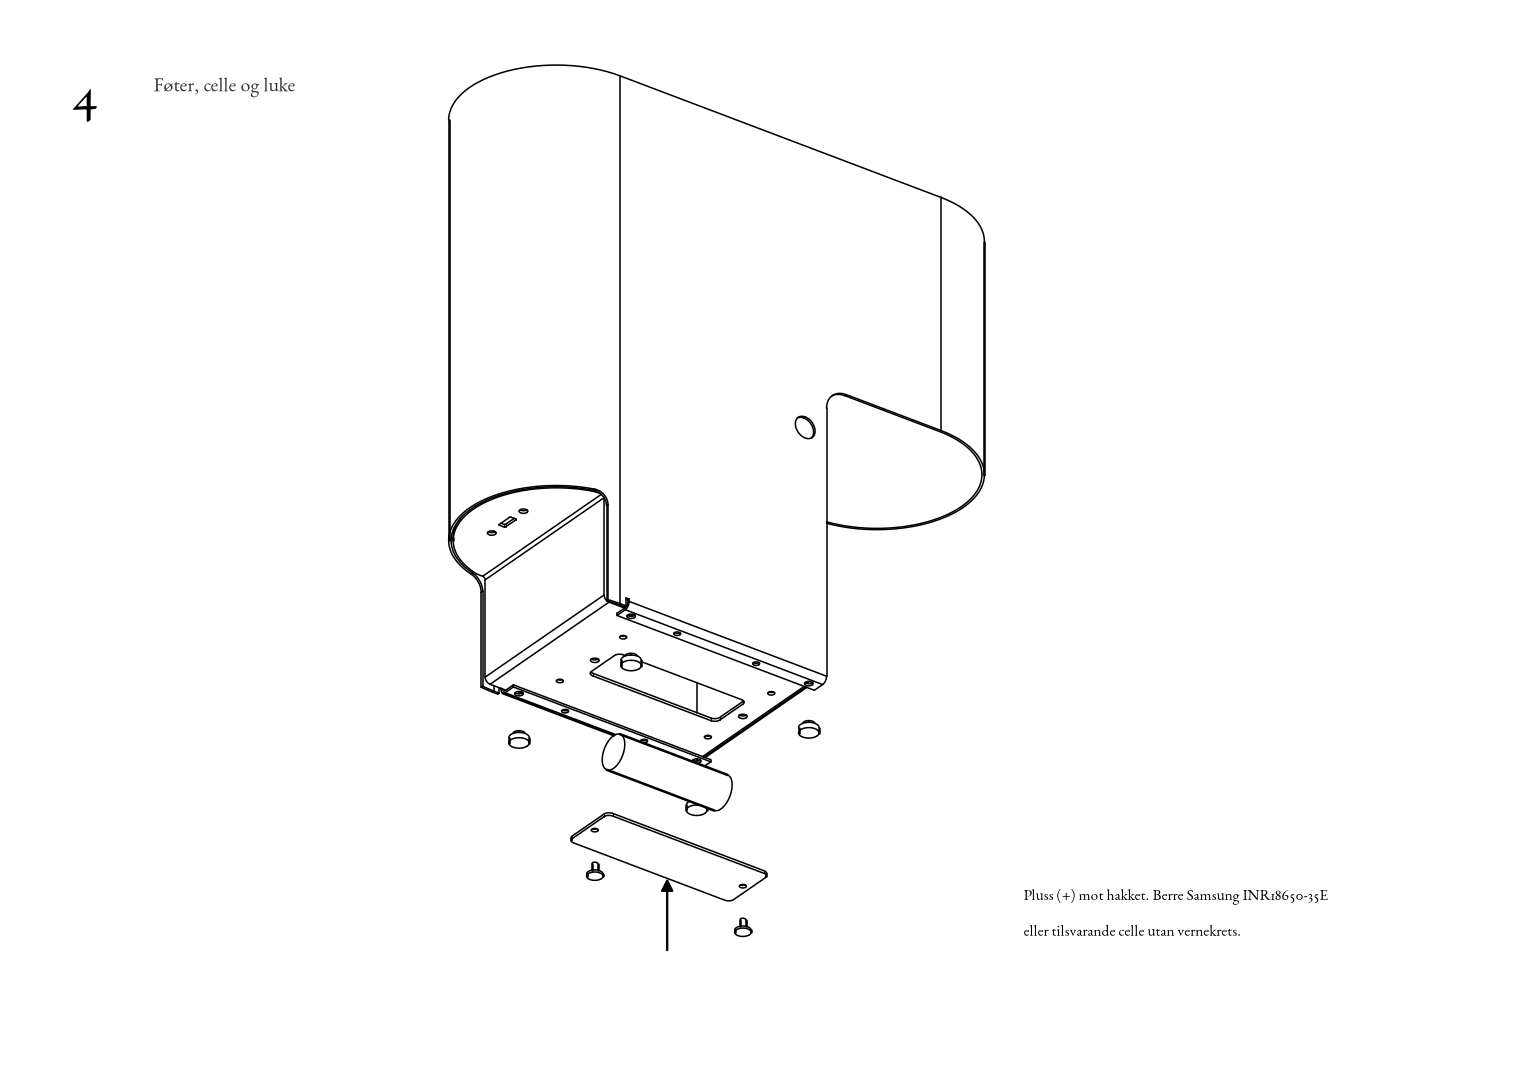 4
Føter, celle og luke
Pluss (+) mot hakket. Berre Samsung INR18650-35E
eller tilsvarande celle utan vernekrets.